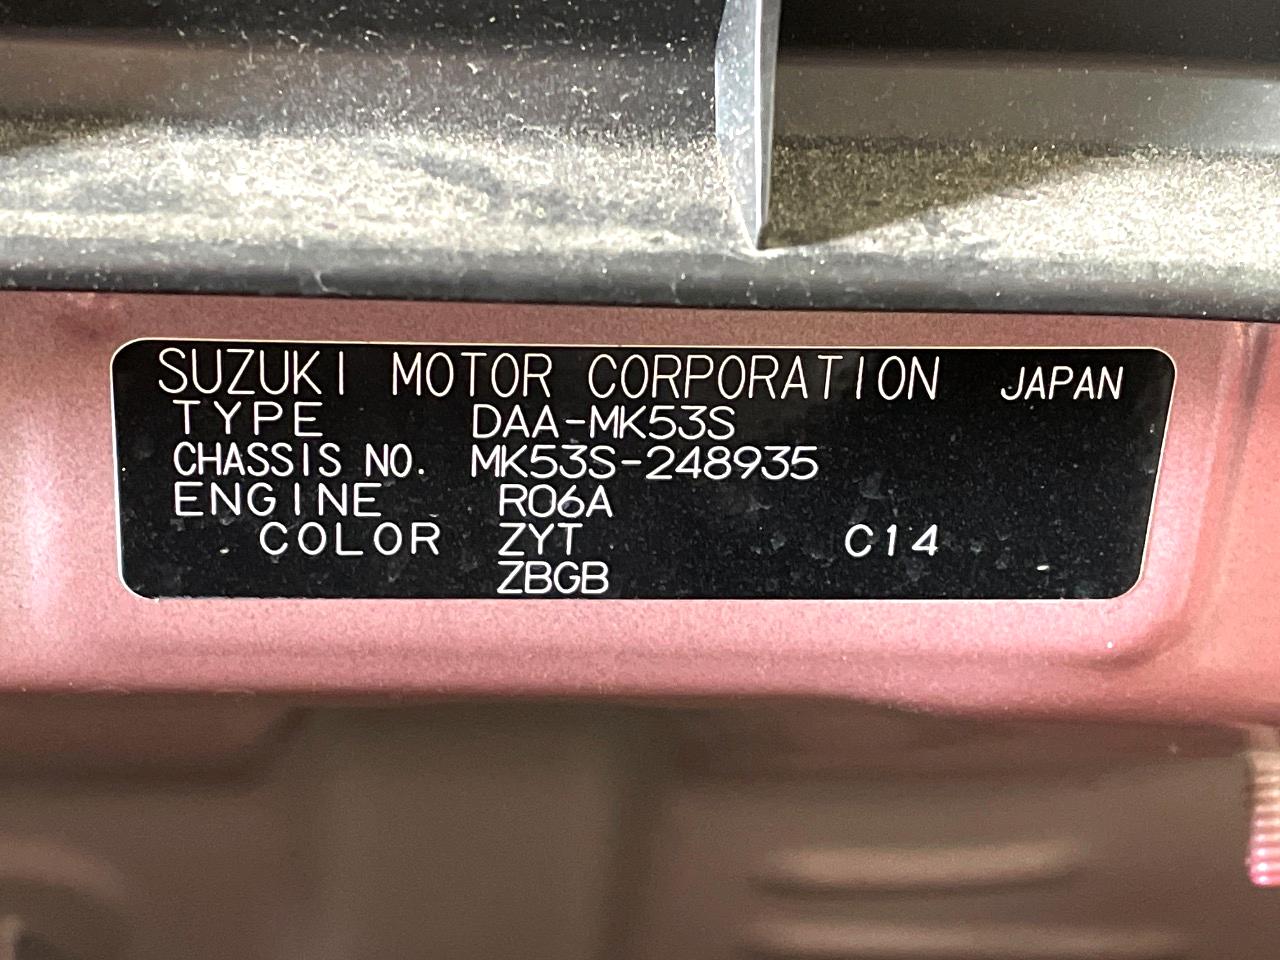 SUZUKI MOTOR CORPORATION JAPAN
TYPE DAA-MK53S
CHASSIS NO. MK53S-248935
ENGINE R06A
COLOR ZYT C14
ZBGB